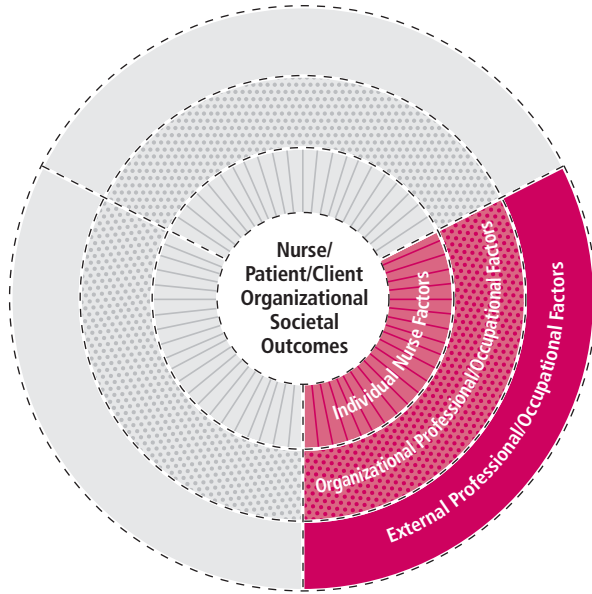 Nurse/
Patient/Client
Organizational
Societal
Outcomes
Individual Nurse Factors
Organizational Professional/Occupational Factors
External Professional/Occupational Factors